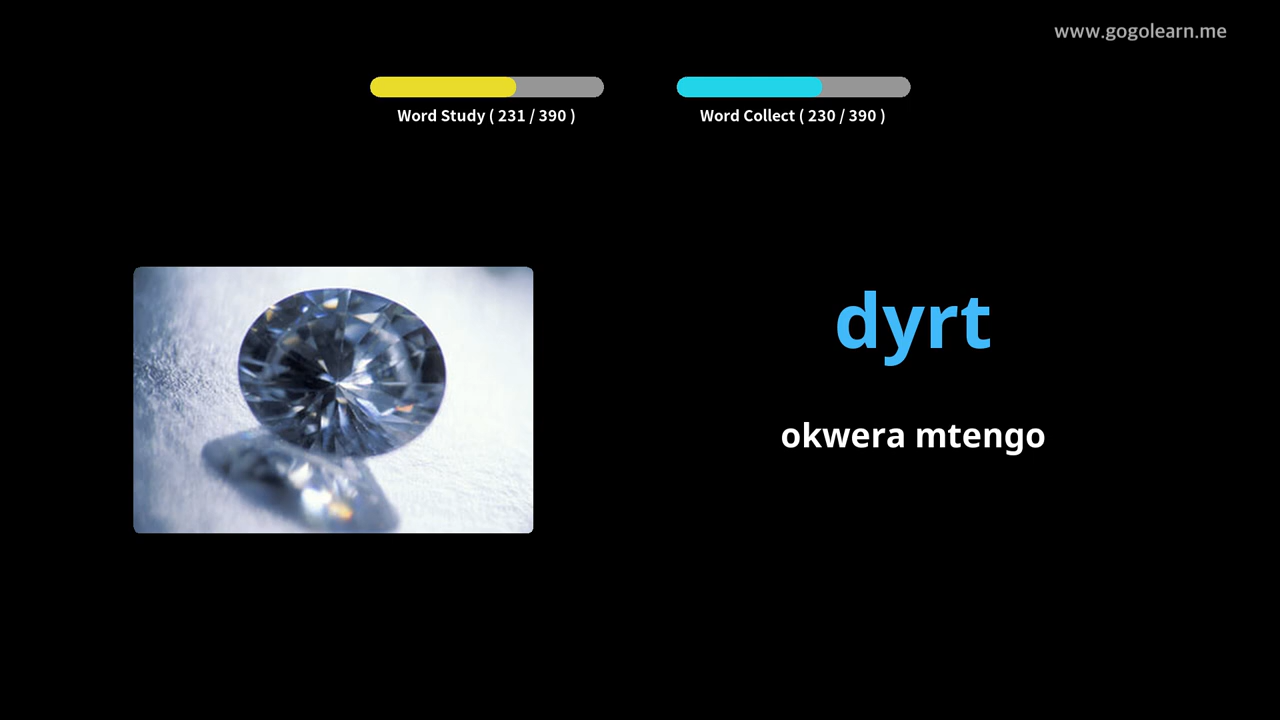 www.gogolearn.me
Word Study ( 231 / 390 )
Word Collect ( 230 / 390 )
dyrt
okwera mtengo